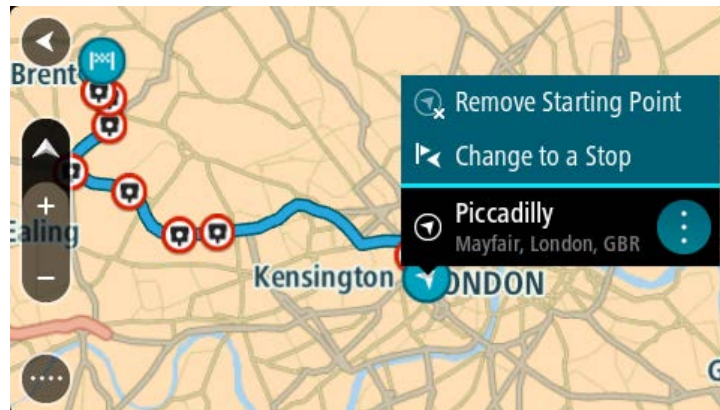 Brent
Remove Starting Point
Change to a Stop
Piccadilly
Mayfair, London, GBR
Ealing
Kensington
ONDON
G